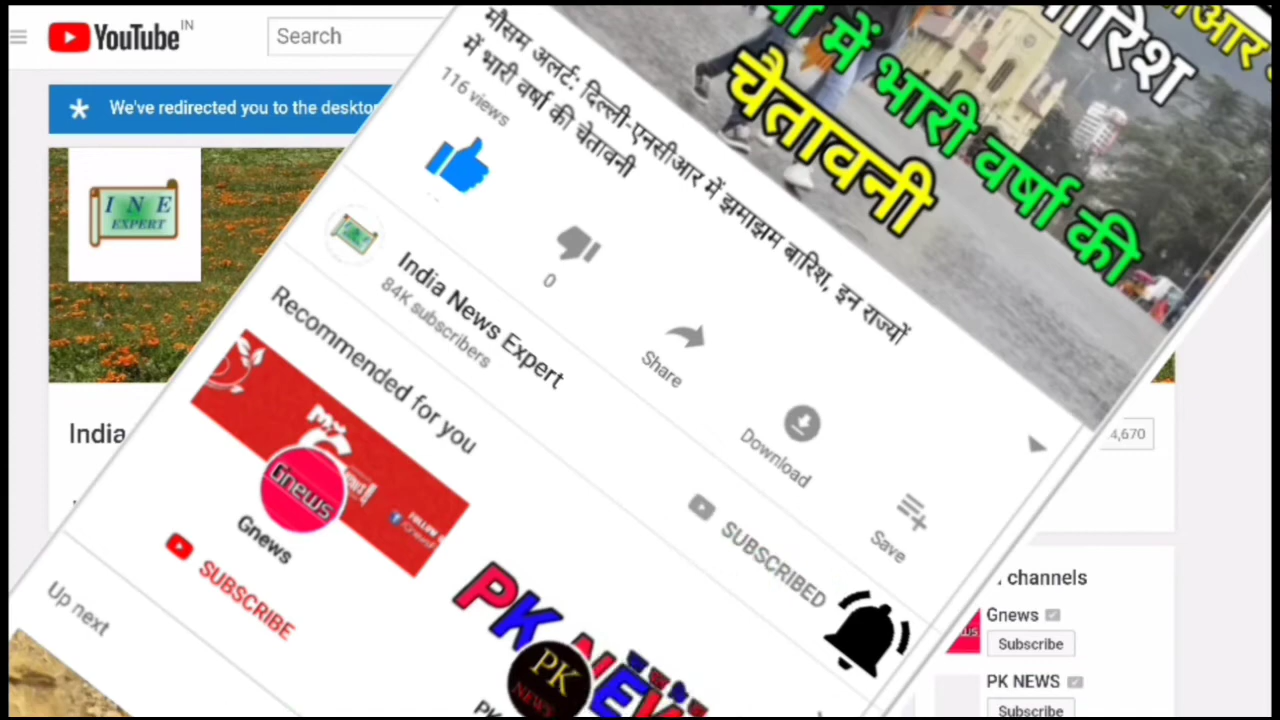 YouTube IN
Search
We've redirected you to the desktop
I N E
EXPERT
India
4,670
channels
Gnews
Subscribe
PK NEWS
Subscribe
बारिश
में भारी वर्षा की
चैतावनी
मौसम अलर्ट: दिल्ली-एनसीआर में झमाझम बारिश, इन राज्यों
में भारी वर्षा की चेतावनी
116 views
0
Share
Download
Save
India News Expert
84K subscribers
SUBSCRIBED
Recommended for you
Gnews
Gnews
SUBSCRIBE
PK NEWS
PK
NEWS
PK
Up next